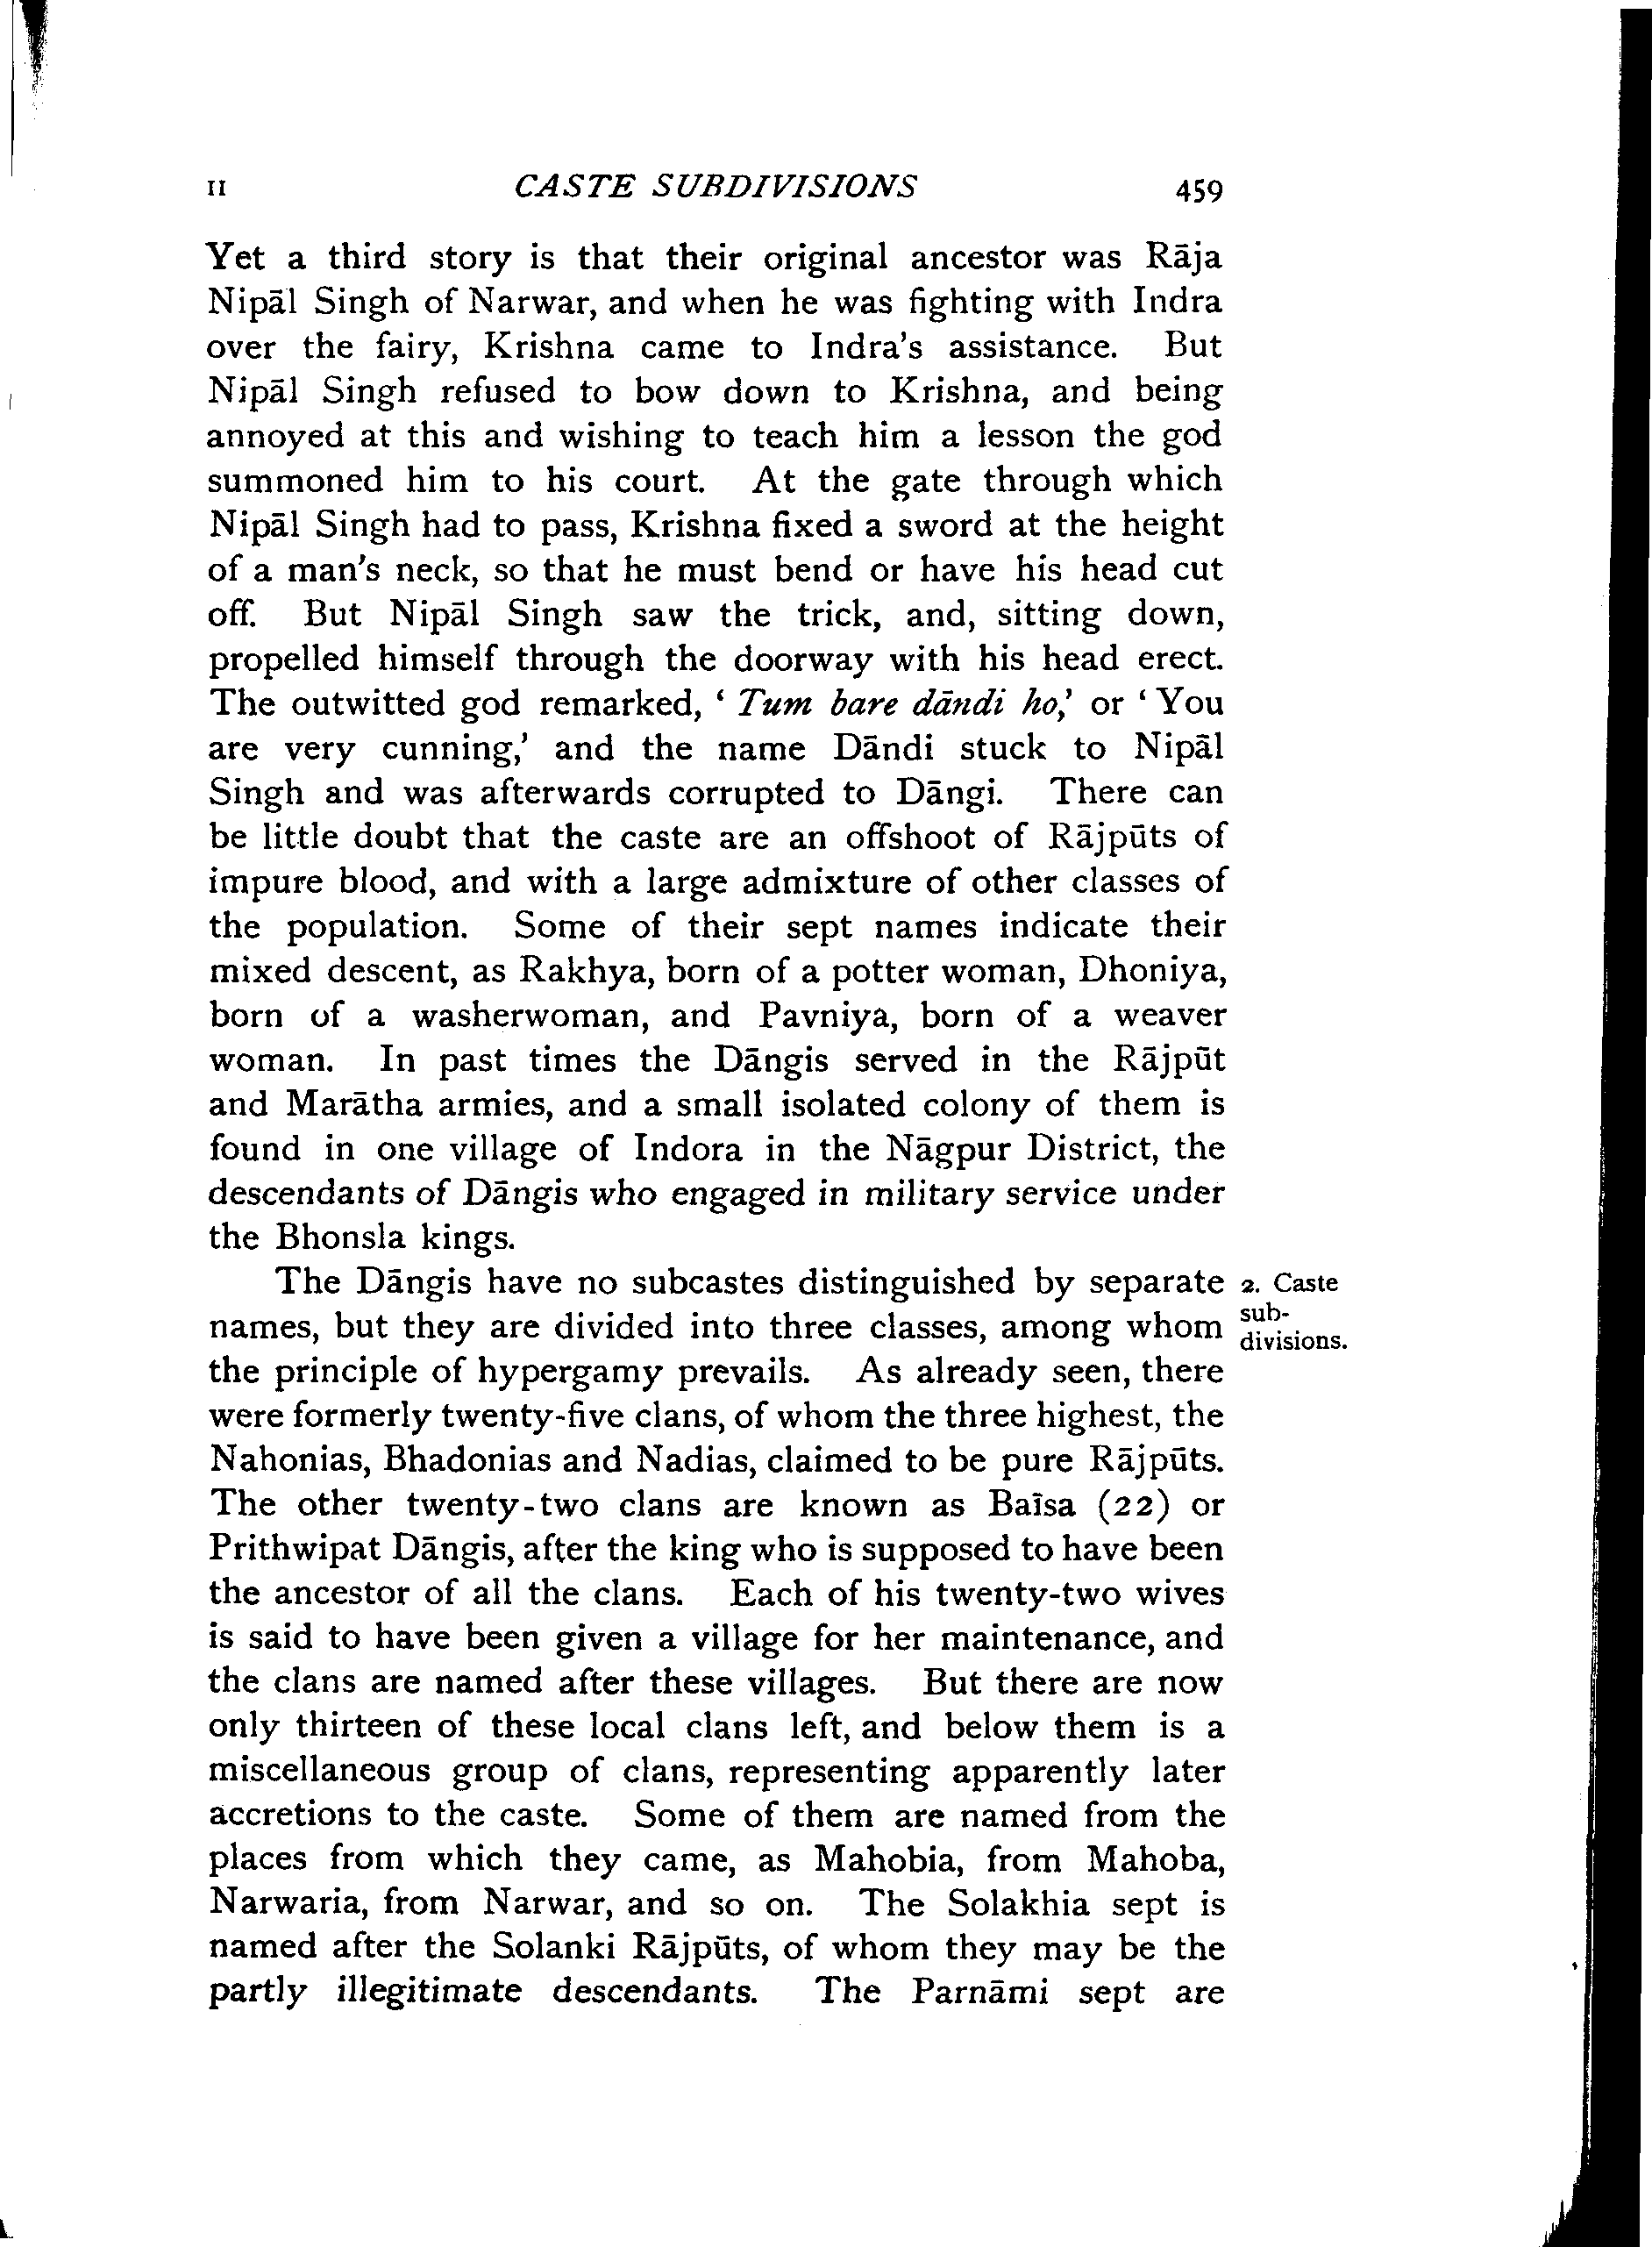 II CASTE SUBDIVISIONS 459
Yet a third story is that their original ancestor was Rāja
Nipāl Singh of Narwar, and when he was fighting with Indra
over the fairy, Krishna came to Indra's assistance. But
Nipāl Singh refused to bow down to Krishna, and being
annoyed at this and wishing to teach him a lesson the god
summoned him to his court. At the gate through which
Nipāl Singh had to pass, Krishna fixed a sword at the height
of a man's neck, so that he must bend or have his head cut
off. But Nipāl Singh saw the trick, and, sitting down,
propelled himself through the doorway with his head erect.
The outwitted god remarked, ‘ Tum bare dāndi ho,’ or ‘ You
are very cunning,’ and the name Dāndi stuck to Nipāl
Singh and was afterwards corrupted to Dāngi. There can
be little doubt that the caste are an offshoot of Rājpūts of
impure blood, and with a large admixture of other classes of
the population. Some of their sept names indicate their
mixed descent, as Rakhya, born of a potter woman, Dhoniya,
born of a washerwoman, and Pavniya, born of a weaver
woman. In past times the Dāngis served in the Rājpūt
and Marātha armies, and a small isolated colony of them is
found in one village of Indora in the Nāgpur District, the
descendants of Dāngis who engaged in military service under
the Bhonsla kings.
The Dāngis have no subcastes distinguished by separate
names, but they are divided into three classes, among whom
the principle of hypergamy prevails. As already seen, there
were formerly twenty-five clans, of whom the three highest, the
Nahonias, Bhadonias and Nadias, claimed to be pure Rājpūts.
The other twenty-two clans are known as Baīsa (22) or
Prithwipat Dāngis, after the king who is supposed to have been
the ancestor of all the clans. Each of his twenty-two wives
is said to have been given a village for her maintenance, and
the clans are named after these villages. But there are now
only thirteen of these local clans left, and below them is a
miscellaneous group of clans, representing apparently later
accretions to the caste. Some of them are named from the
places from which they came, as Mahobia, from Mahoba,
Narwaria, from Narwar, and so on. The Solakhia sept is
named after the Solanki Rājpūts, of whom they may be the
partly illegitimate descendants. The Parnāmi sept are
2. Caste
sub-
divisions.